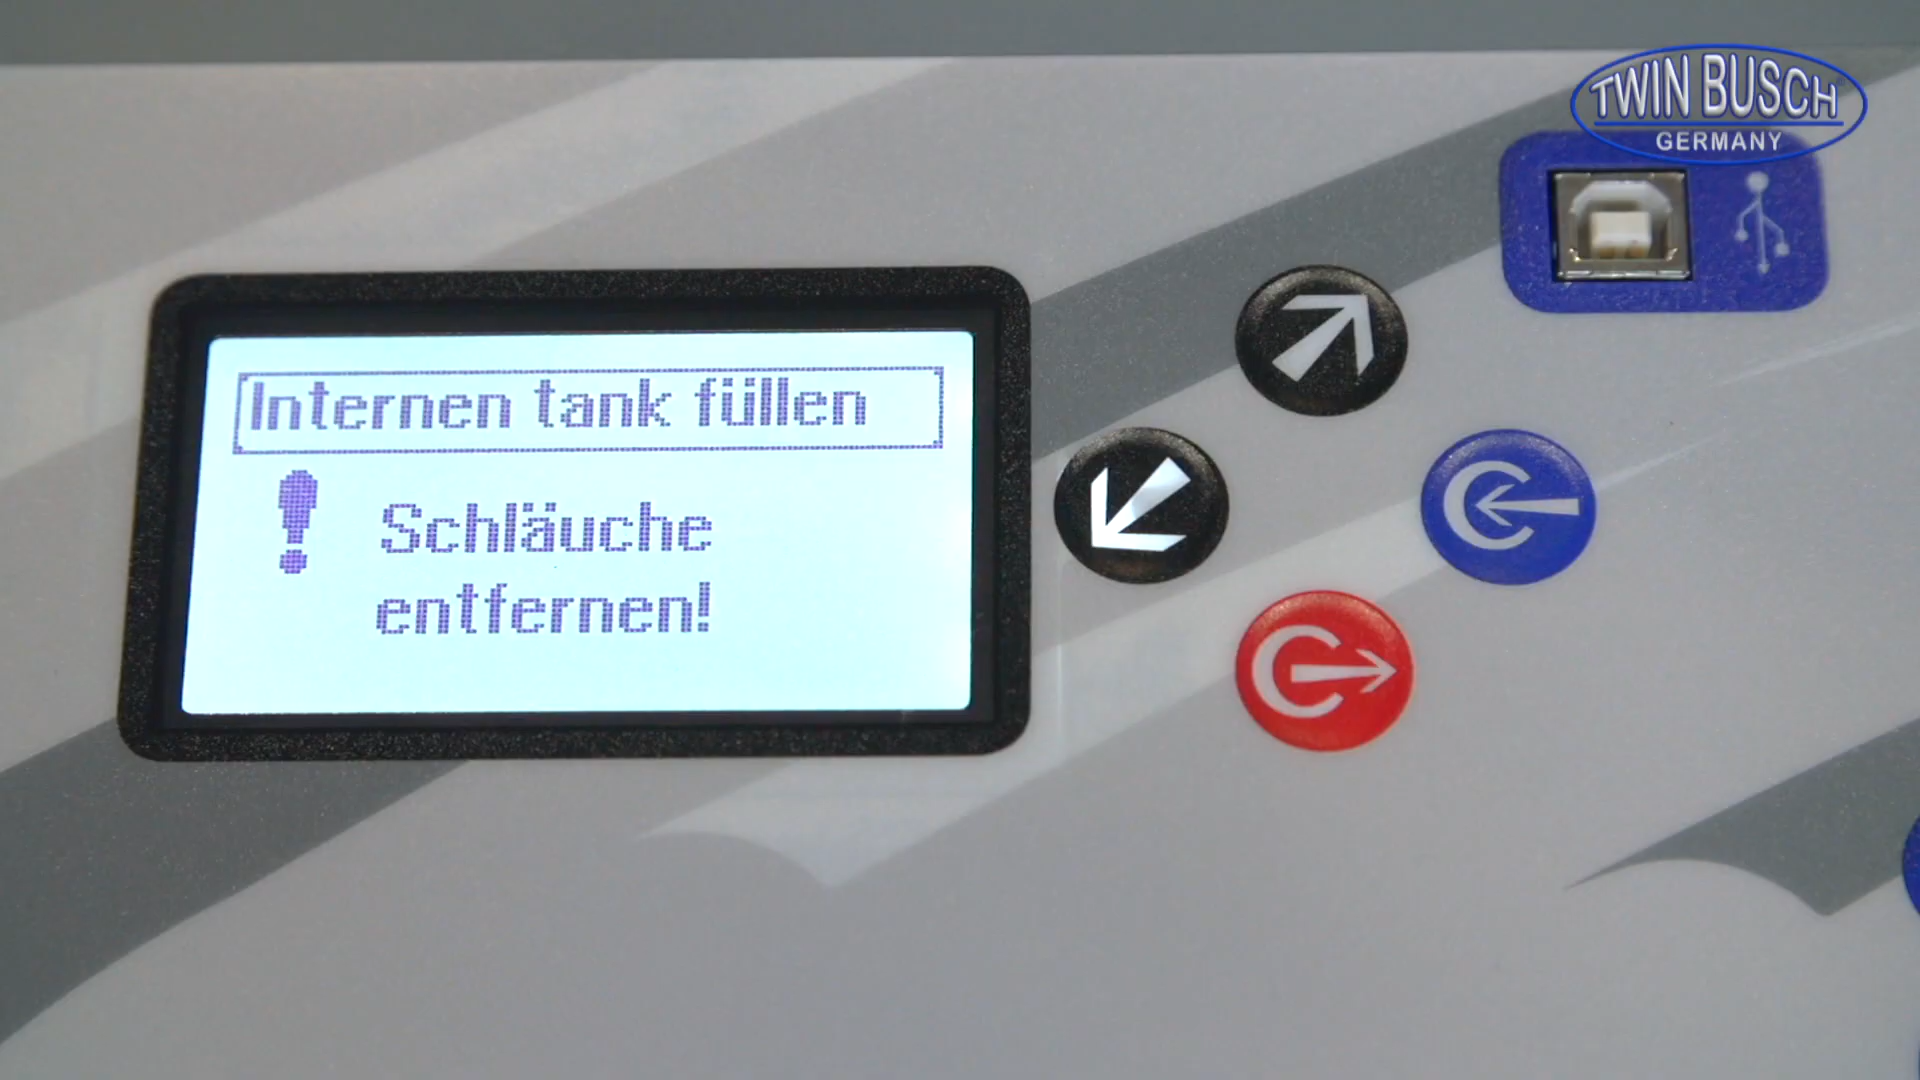 TWIN BUSCH
GERMANY
Internen tank füllen
Schläuche
entfernen!